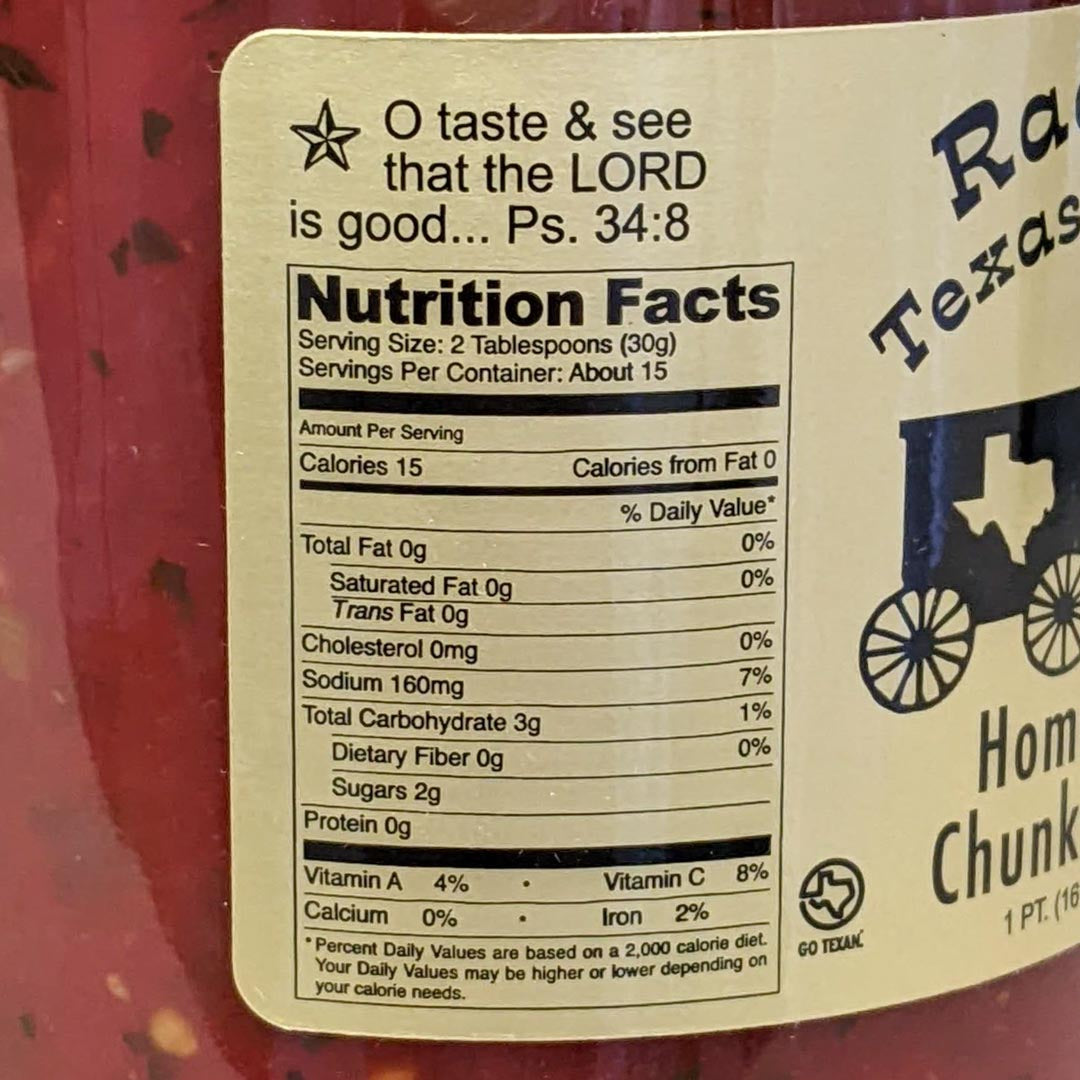 O taste & see
that the LORD
is good... Ps. 34:8
Nutrition Facts
Serving Size: 2 Tablespoons (30g)
Servings Per Container: About 15
Amount Per Serving
Calories 15 Calories from Fat 0
% Daily Value*
Total Fat 0g 0%
Saturated Fat 0g 0%
Trans Fat 0g
Cholesterol 0mg 0%
Sodium 160mg 7%
Total Carbohydrate 3g 1%
Dietary Fiber 0g 0%
Sugars 2g
Protein 0g
Vitamin A 4% • Vitamin C 8%
Calcium 0% • Iron 2%
*Percent Daily Values are based on a 2,000 calorie diet.
Your Daily Values may be higher or lower depending on
your calorie needs.
GO TEXAN.
Texas
1 PT.